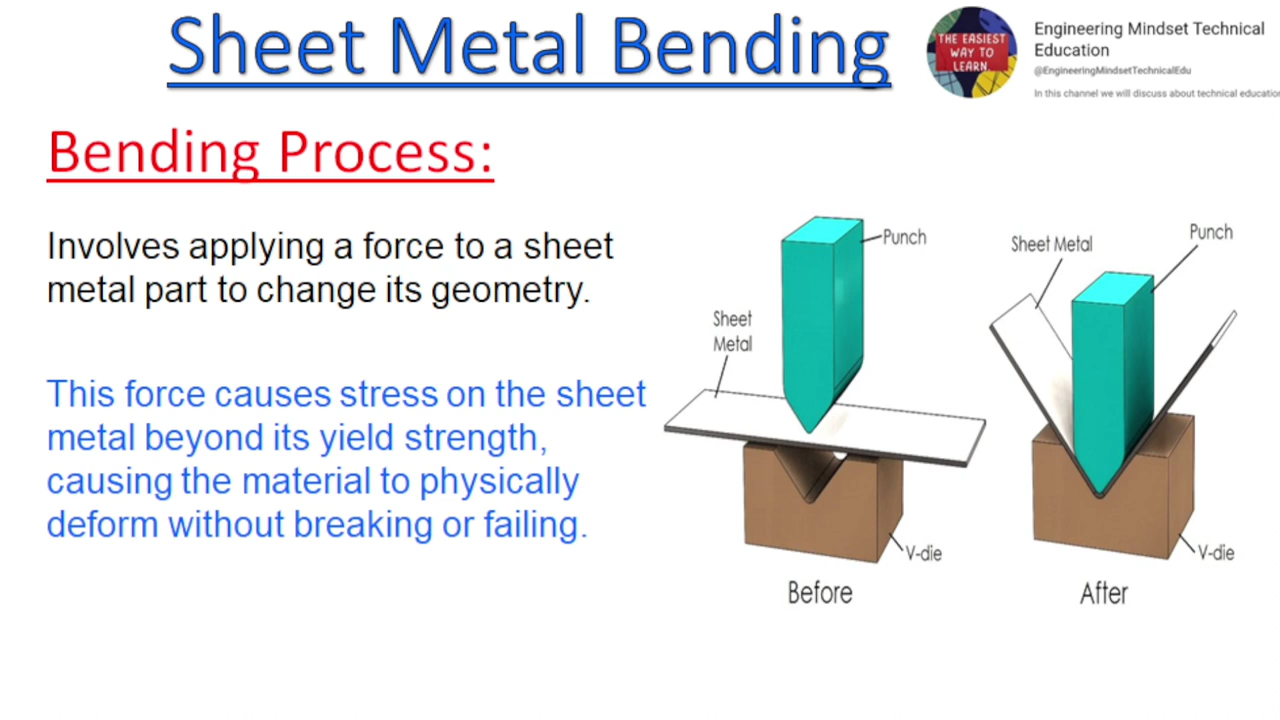 Sheet Metal Bending
THE EASIEST
WAY TO
LEARN.
Engineering Mindset Technical
Education
@EngineeringMindsetTechnicalEdu
In this channel we will discuss about technical education
Bending Process:
Involves applying a force to a sheet
metal part to change its geometry.
This force causes stress on the sheet
metal beyond its yield strength,
causing the material to physically
deform without breaking or failing.
Punch
Sheet
Metal
V-die
Before
Sheet Metal
Punch
V-die
After